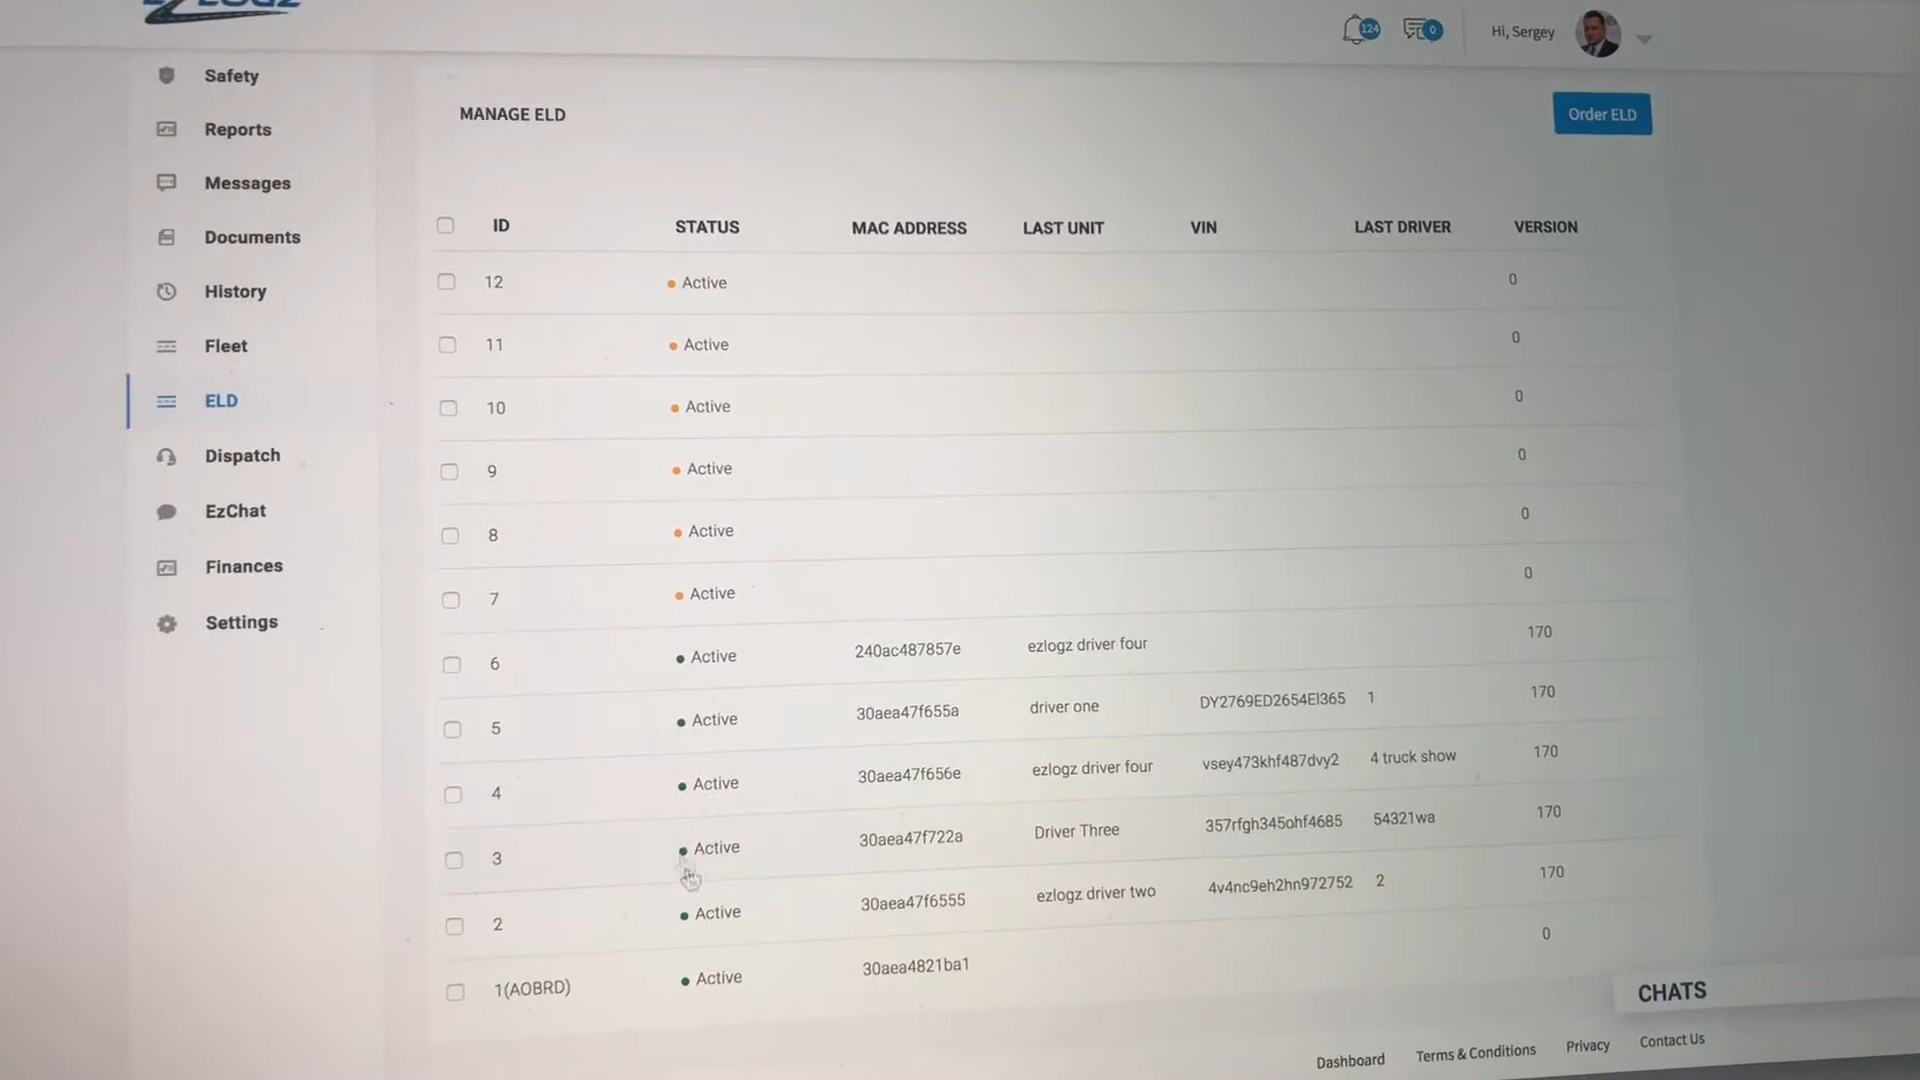 EZLOGZ
124
0
Hi, Sergey
Safety
Reports
Messages
Documents
History
Fleet
ELD
Dispatch
EzChat
Finances
Settings
MANAGE ELD
Order ELD
ID STATUS MAC ADDRESS LAST UNIT VIN LAST DRIVER VERSION
12 Active 0
11 Active 0
10 Active 0
9 Active 0
8 Active 0
7 Active 0
6 Active 240ac487857e ezlogz driver four 170
5 Active 30aea47f655a driver one DY2769ED2654EI365 1 170
4 Active 30aea47f656e ezlogz driver four vsey473khf487dvy2 4 truck show 170
3 Active 30aea47f722a Driver Three 357rfgh345ohf4685 54321wa 170
2 Active 30aea47f6555 ezlogz driver two 4v4nc9eh2hn972752 2 170
1(AOBRD) Active 30aea4821ba1 0
CHATS
Dashboard Terms & Conditions Privacy Contact Us